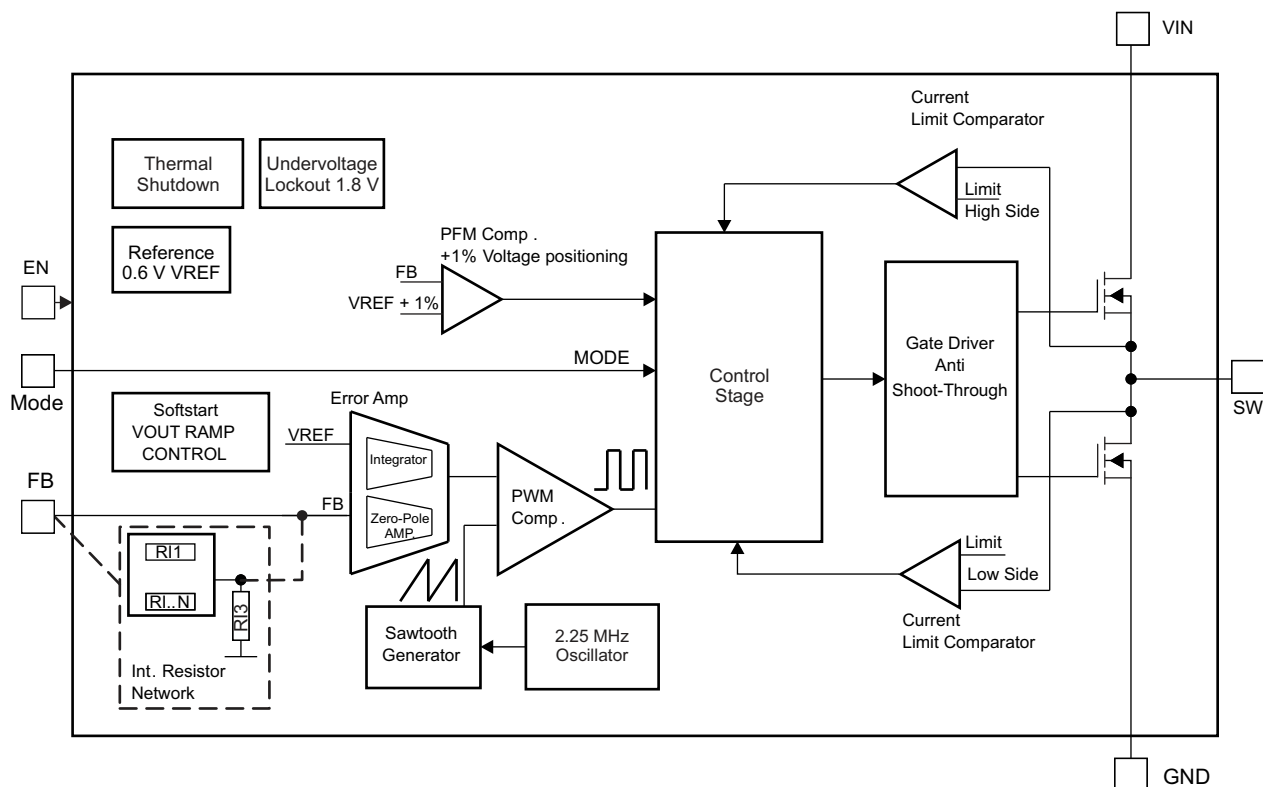 VIN
Current
Limit Comparator
Thermal
Shutdown
Undervoltage
Lockout 1.8 V
Limit
High Side
Reference
0.6 V VREF
PFM Comp .
+1% Voltage positioning
FB
VREF + 1%
EN
MODE
Mode
Control
Stage
Gate Driver
Anti
Shoot-Through
SW
Softstart
VOUT RAMP
CONTROL
Error Amp
VREF
Integrator
FB
FB
Zero-Pole
AMP.
PWM
Comp .
RI1
RI..N
RI3
Int. Resistor
Network
Sawtooth
Generator
2.25 MHz
Oscillator
Limit
Low Side
Current
Limit Comparator
GND